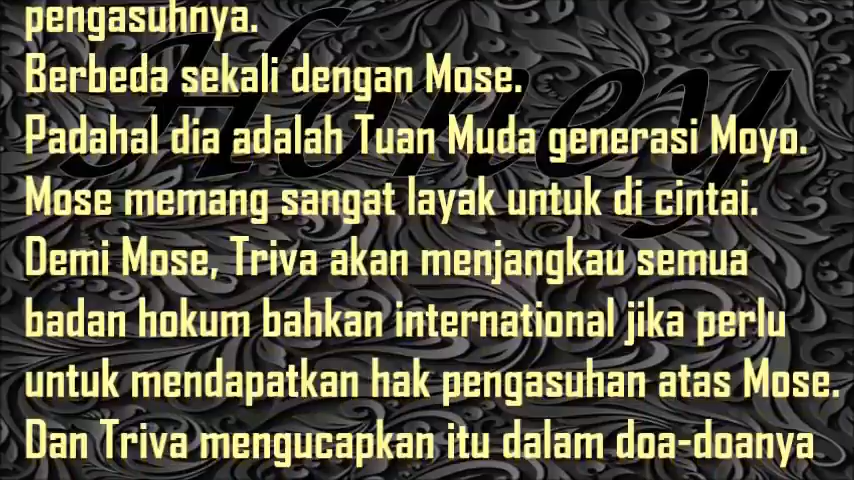 pengasuhnya.
Berbeda sekali dengan Mose.
Padahal dia adalah Tuan Muda generasi Moyo.
Mose memang sangat layak untuk di cintai.
Demi Mose, Triva akan menjangkau semua
badan hokum bahkan international jika perlu
untuk mendapatkan hak pengasuhan atas Mose.
Dan Triva mengucapkan itu dalam doa-doanya
Honey